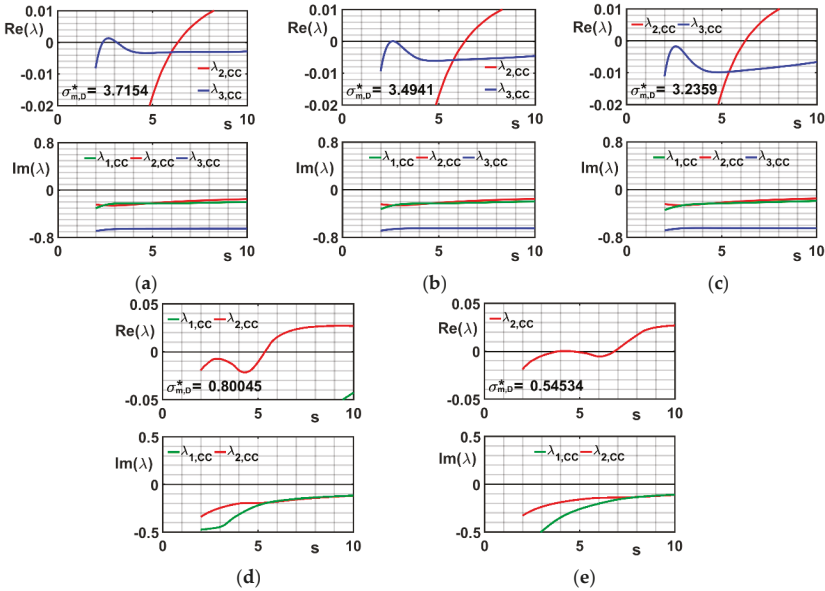 0.01
Re(λ)
0
-0.01
-0.02
σ*m,D = 3.7154
λ2,CC
λ3,CC
0 5 10
s
0.8
Im(λ)
0
-0.8
λ1,CC λ2,CC λ3,CC
0 5 10
s
(a)
0.01
Re(λ)
0
-0.01
-0.02
σ*m,D = 3.4941
λ2,CC
λ3,CC
0 5 10
s
0.8
Im(λ)
0
-0.8
λ1,CC λ2,CC λ3,CC
0 5 10
s
(b)
0.01
Re(λ)
0
-0.01
-0.02
λ2,CC λ3,CC
σ*m,D = 3.2359
0 5 10
s
0.8
Im(λ)
0
-0.8
λ1,CC λ2,CC λ3,CC
0 5 10
s
(c)
0.05
Re(λ)
0
-0.05
λ1,CC λ2,CC
σ*m,D = 0.80045
0 5 10
s
0.5
Im(λ)
0
-0.5
λ1,CC λ2,CC
0 5 10
s
(d)
0.05
Re(λ)
0
-0.05
λ2,CC
σ*m,D = 0.54534
0 5 10
s
0.5
Im(λ)
0
-0.5
λ1,CC λ2,CC
0 5 10
s
(e)